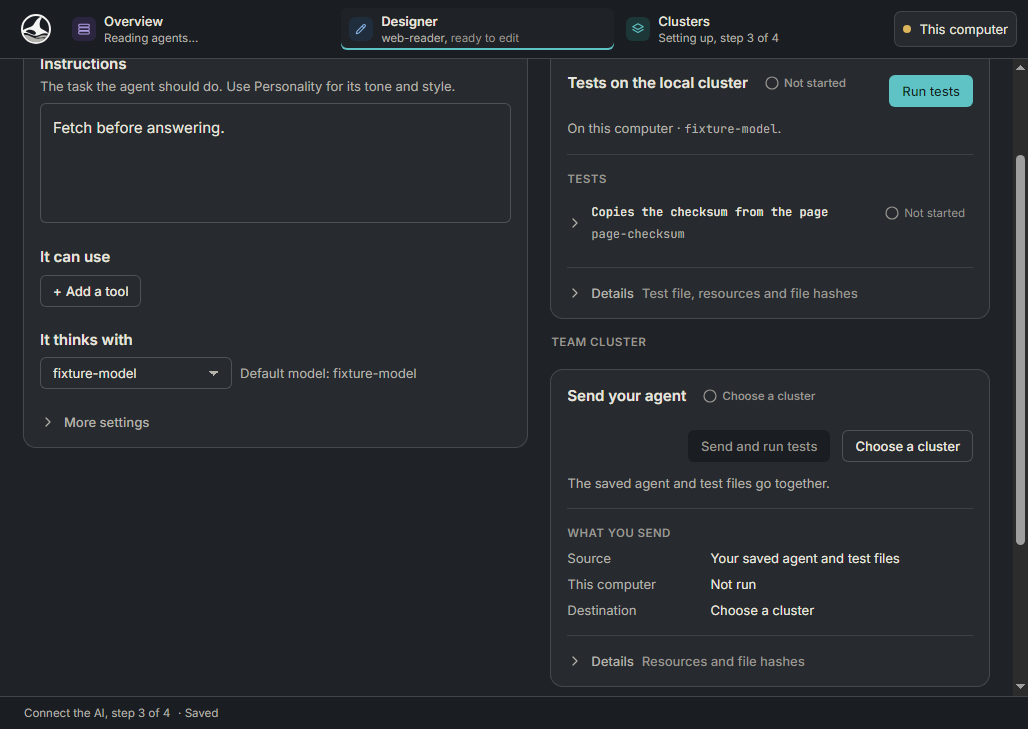 Overview
Reading agents...
Designer
web-reader, ready to edit
Clusters
Setting up, step 3 of 4
This computer
Instructions
The task the agent should do. Use Personality for its tone and style.
Fetch before answering.
It can use
+ Add a tool
It thinks with
fixture-model
Default model: fixture-model
More settings
Tests on the local cluster
Not started
Run tests
On this computer · fixture-model.
TESTS
Copies the checksum from the page
Not started
page-checksum
Details Test file, resources and file hashes
TEAM CLUSTER
Send your agent
Choose a cluster
Send and run tests
Choose a cluster
The saved agent and test files go together.
WHAT YOU SEND
Source Your saved agent and test files
This computer Not run
Destination Choose a cluster
Details Resources and file hashes
Connect the AI, step 3 of 4 · Saved